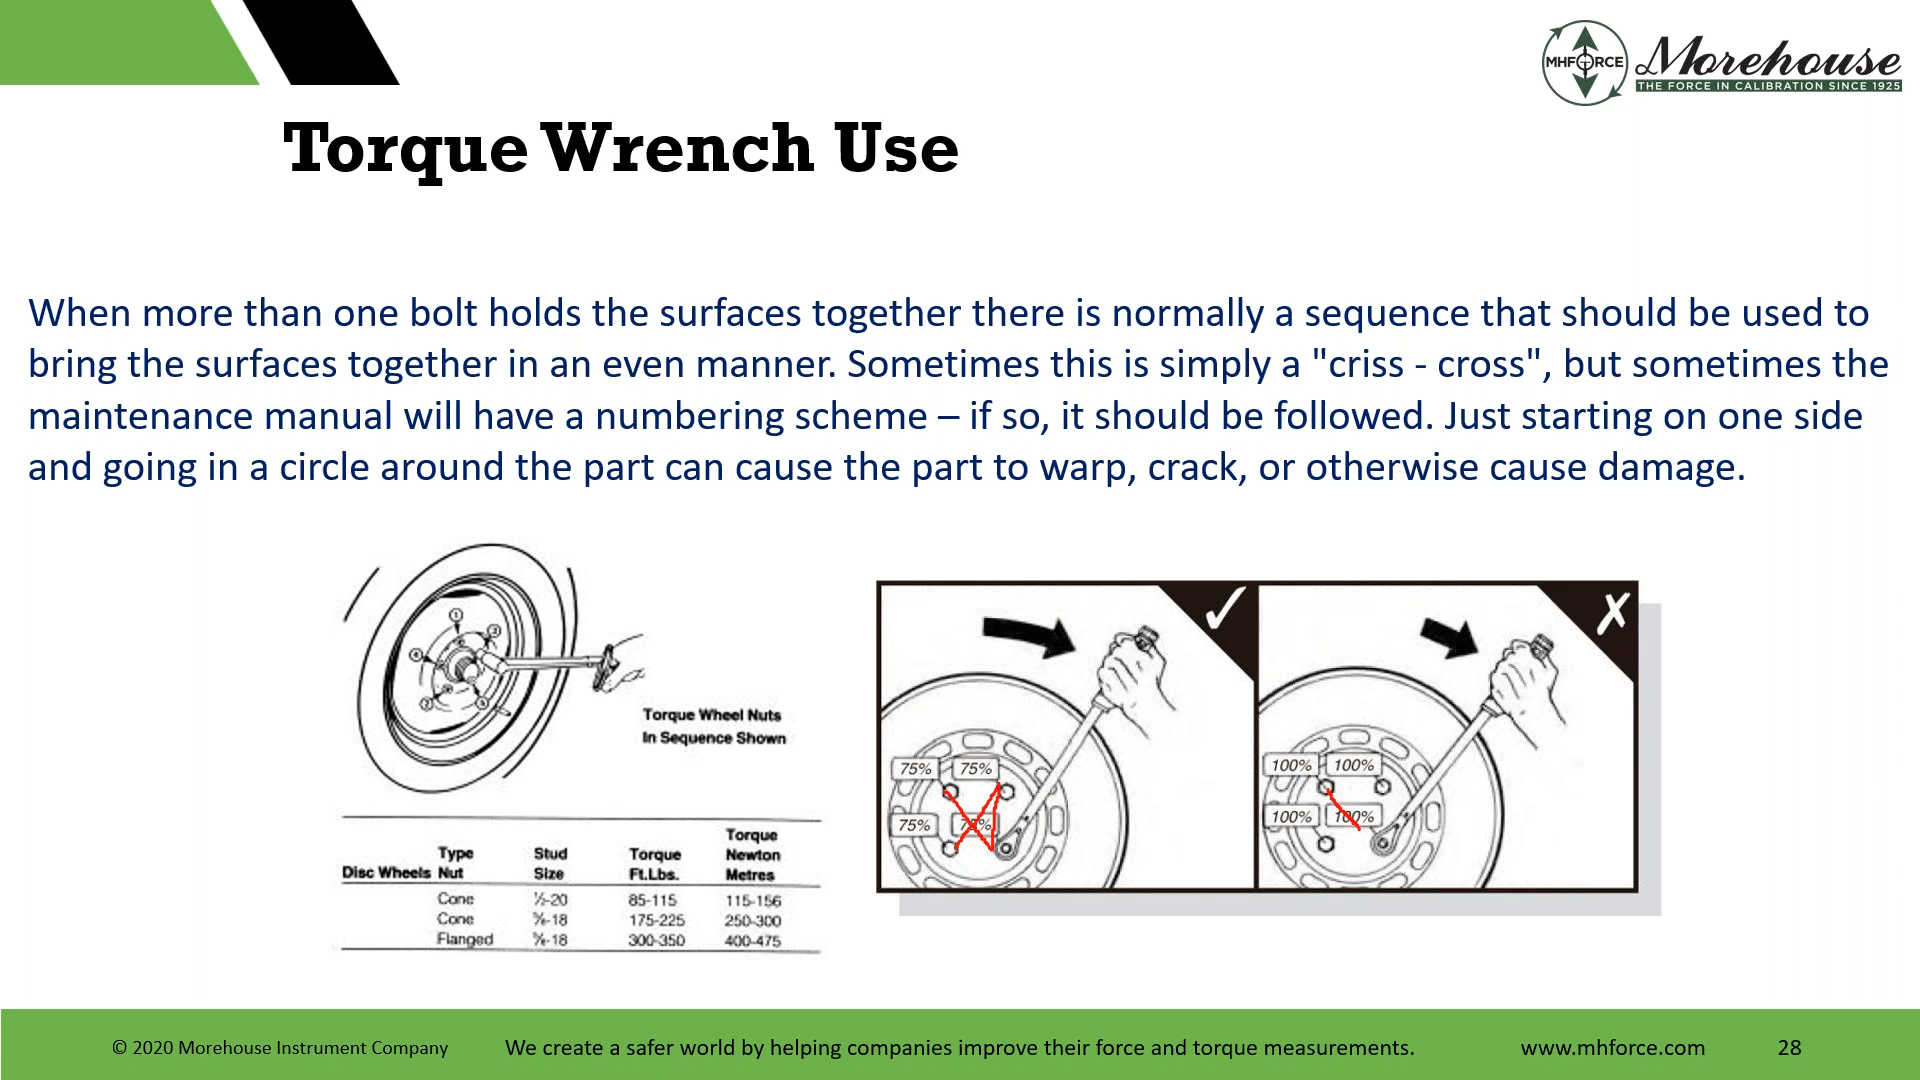 MHFORCE
Morehouse
THE FORCE IN CALIBRATION SINCE 1925
Torque Wrench Use
When more than one bolt holds the surfaces together there is normally a sequence that should be used to
bring the surfaces together in an even manner. Sometimes this is simply a "criss - cross", but sometimes the
maintenance manual will have a numbering scheme – if so, it should be followed. Just starting on one side
and going in a circle around the part can cause the part to warp, crack, or otherwise cause damage.
Torque Wheel Nuts
In Sequence Shown
75% 75%
75%
100% 100%
100% 100%
Torque
Type Stud Torque Newton
Disc Wheels Nut Size Ft.Lbs. Metres
Cone ½-20 85-115 115-156
Cone 175-225 250-300
Flanged 300-350 400-475
© 2020 Morehouse Instrument Company We create a safer world by helping companies improve their force and torque measurements. www.mhforce.com 28